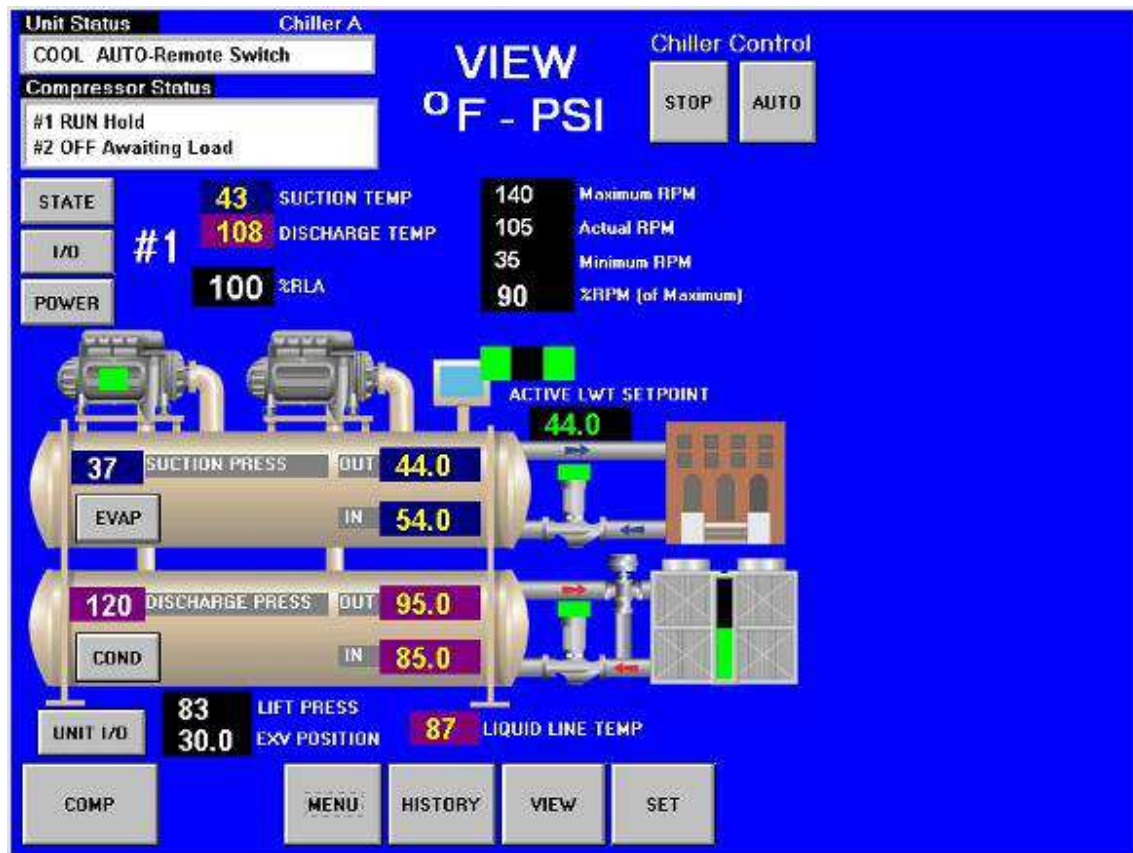 Unit Status Chiller A
COOL AUTO-Remote Switch
Compressor Status
#1 RUN Hold
#2 OFF Awaiting Load
VIEW
°F - PSI
Chiller Control
STOP AUTO
STATE
I/O
POWER
#1
43 SUCTION TEMP
108 DISCHARGE TEMP
100 %RLA
140 Maximum RPM
105 Actual RPM
35 Minimum RPM
90 %RPM (of Maximum)
ACTIVE LWT SETPOINT
44.0
37 SUCTION PRESS OUT 44.0
EVAP IN 54.0
120 DISCHARGE PRESS OUT 95.0
COND IN 85.0
UNIT I/O
83 LIFT PRESS
30.0 EXV POSITION
87 LIQUID LINE TEMP
COMP MENU HISTORY VIEW SET